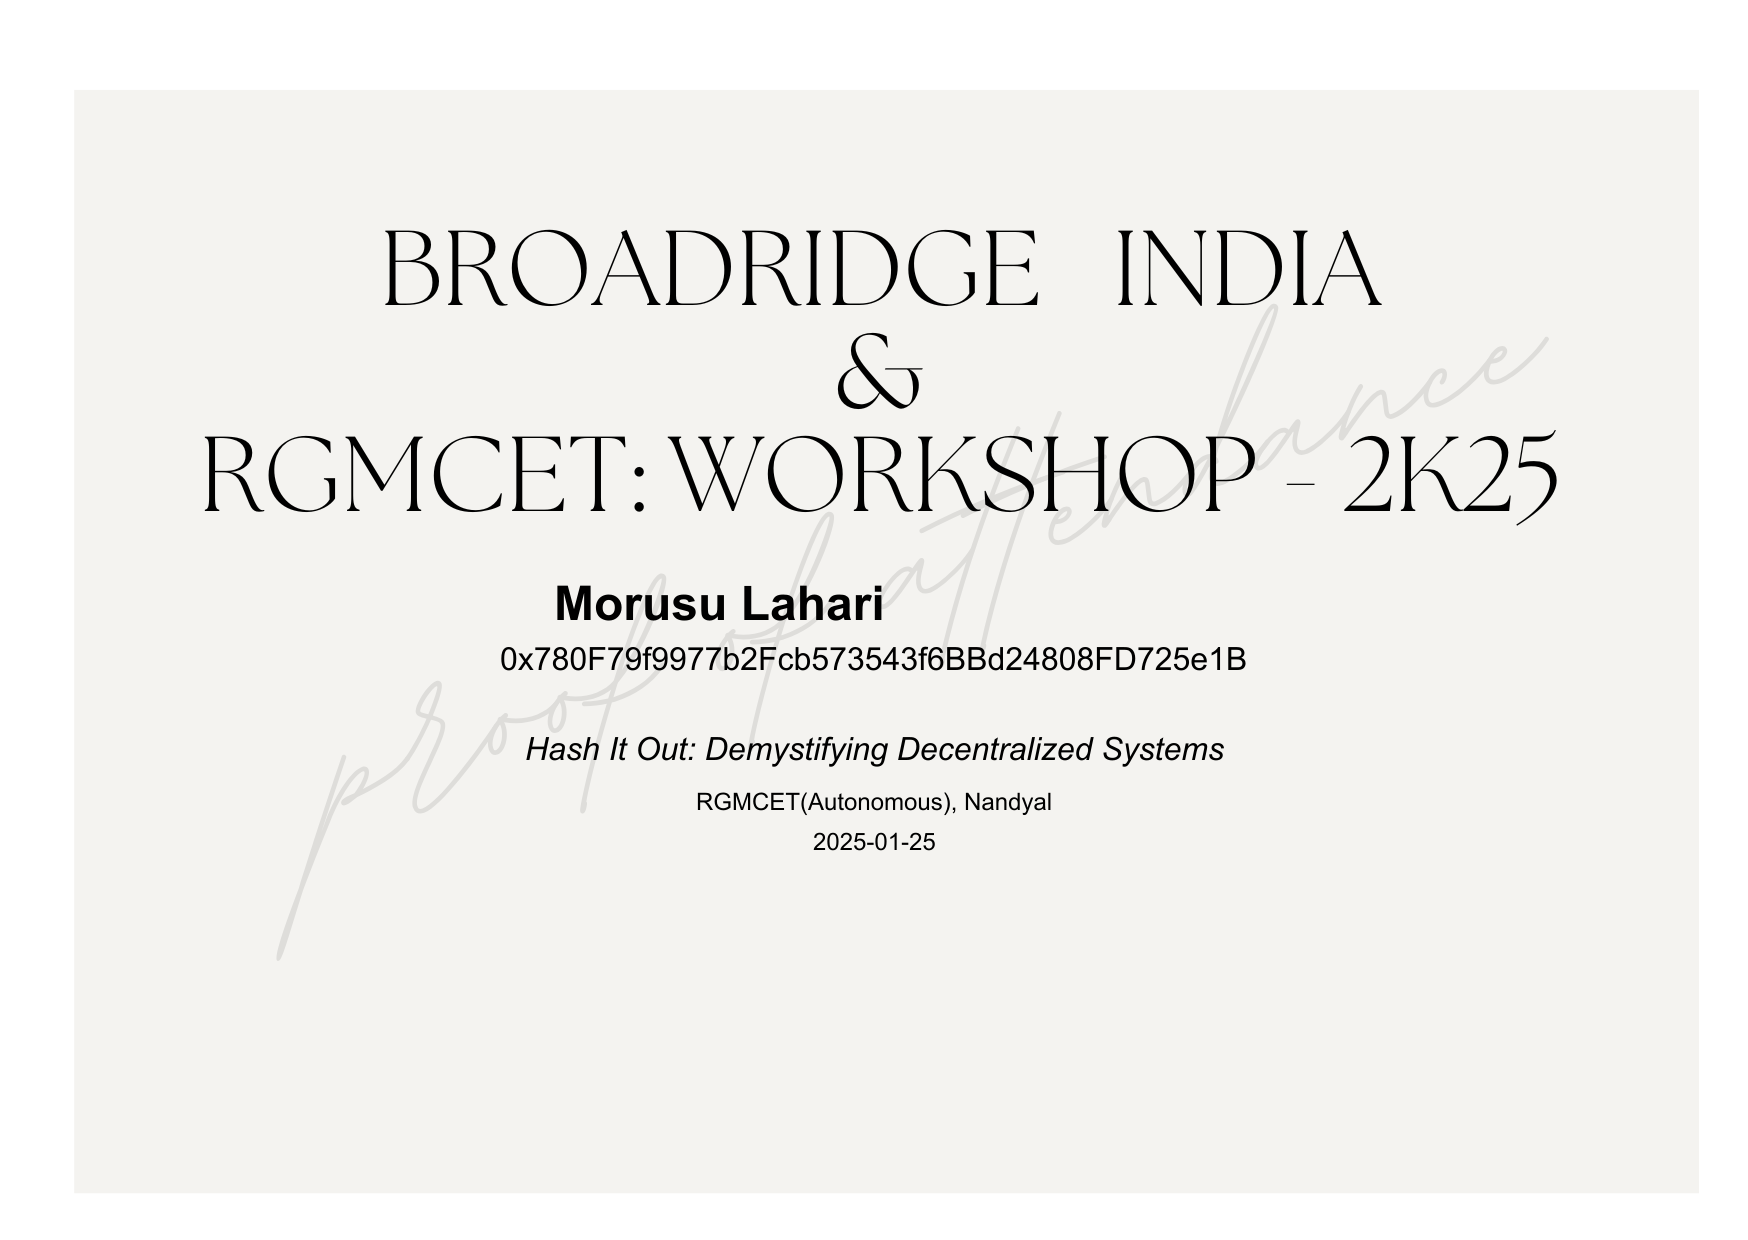 BROADRIDGE INDIA
&
RGMCET: WORKSHOP - 2K25
proof of attendance
Morusu Lahari
0x780F79f9977b2Fcb573543f6BBd24808FD725e1B
Hash It Out: Demystifying Decentralized Systems
RGMCET(Autonomous), Nandyal
2025-01-25